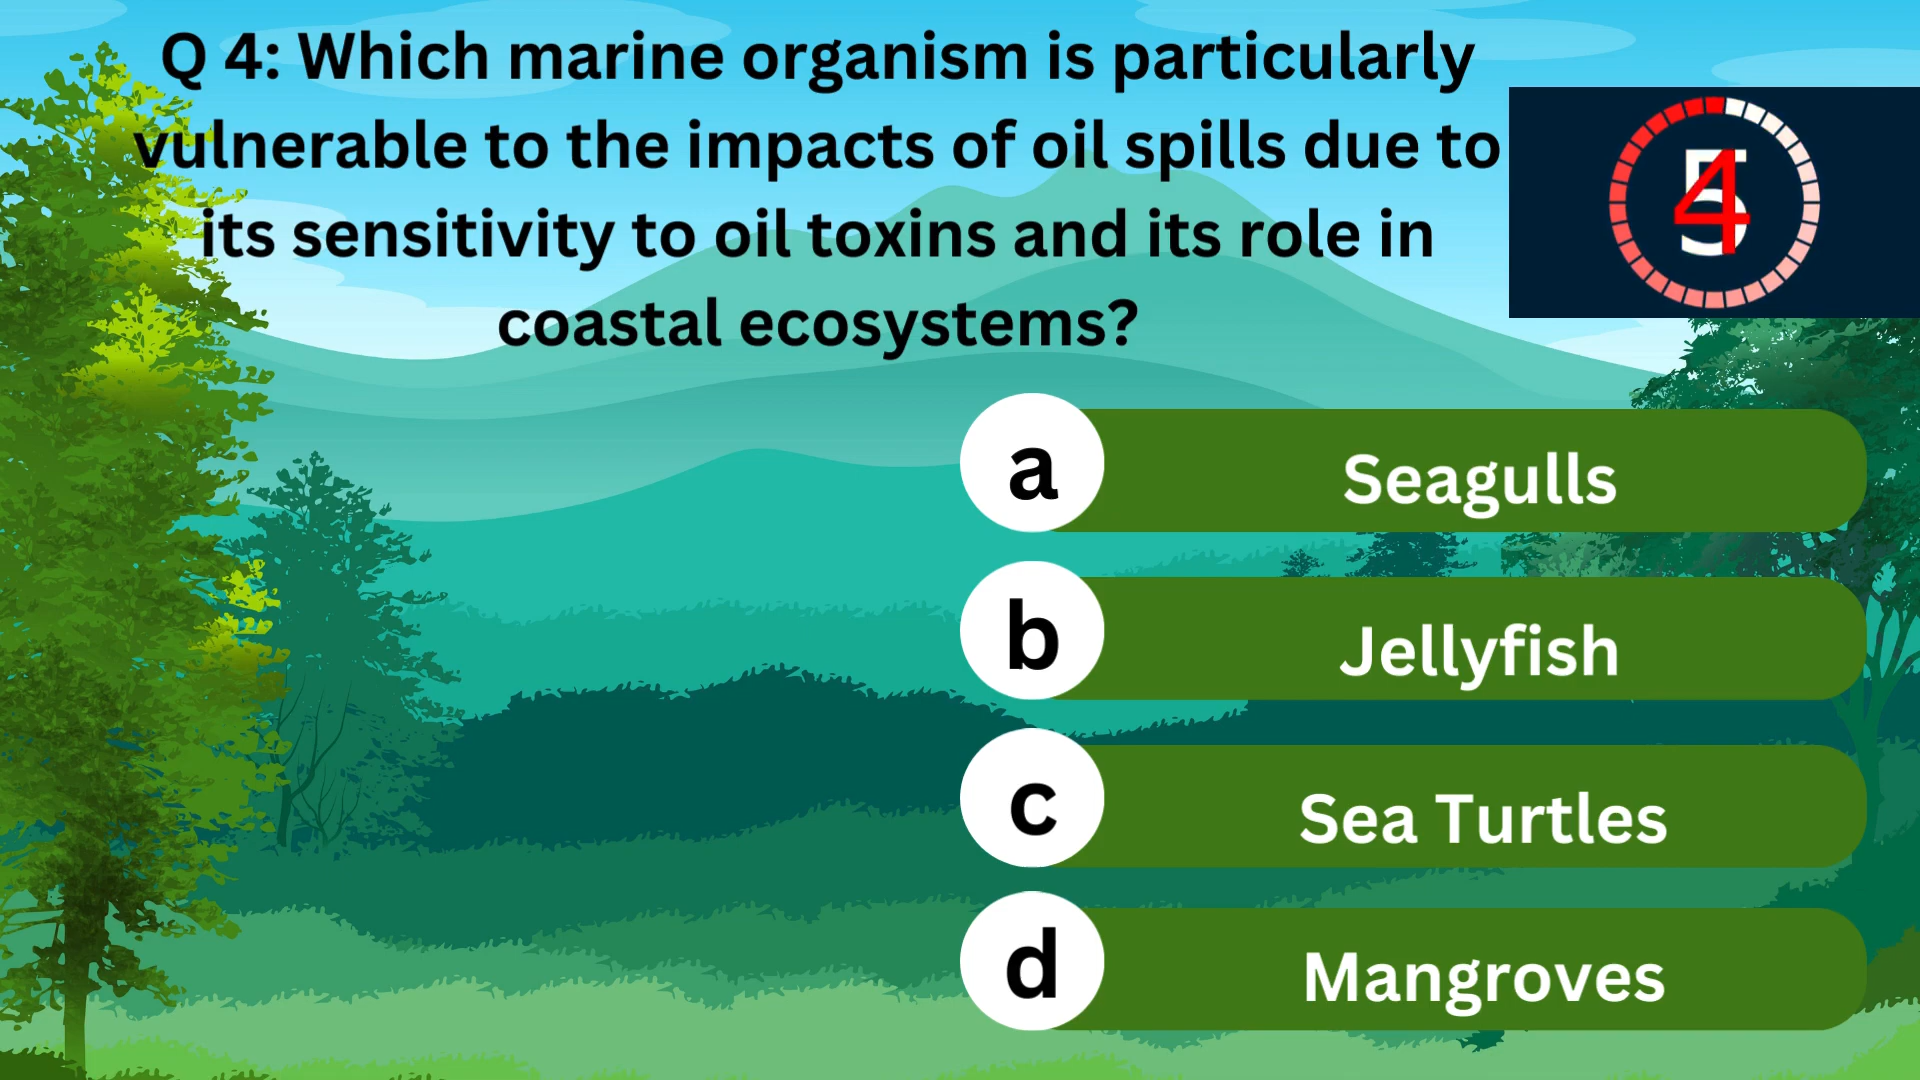 Q 4: Which marine organism is particularly
vulnerable to the impacts of oil spills due to
its sensitivity to oil toxins and its role in
coastal ecosystems?
5
4
a
Seagulls
b
Jellyfish
c
Sea Turtles
d
Mangroves